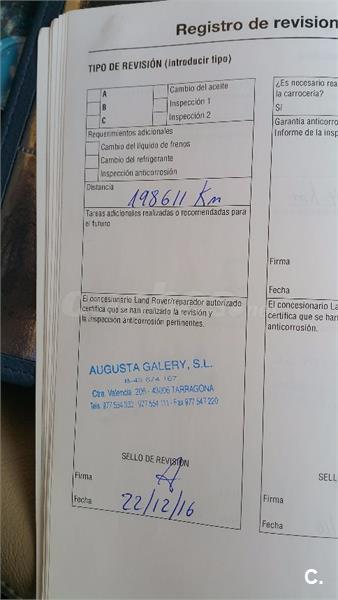 Registro de revision
TIPO DE REVISIÓN (introducir tipo)
A
Cambio del aceite
B
Inspección 1
C
Inspección 2
Requerimientos adicionales
Cambio del líquido de frenos
Cambio del refrigerante
Inspección anticorrosión
Distancia
198611 Km
Tareas adicionales realizadas o recomendadas para
el futuro
El concesionario Land Rover/reparador autorizado
certifica que se han realizado la revisión y
la inspección anticorrosión pertinentes.
AUGUSTA GALERY, S.L.
Ctra. Valencia, 206 - 43006 TARRAGONA
SELLO DE REVISIÓN
Firma
Fecha
22/12/16
¿Es necesario rea
la carrocería?
SÍ
Garantía anticorro
Informe de la insp
Firma
Fecha
El concesionario L
certifica que se han
anticorrosión.
SELL
Firma
Fecha
C.